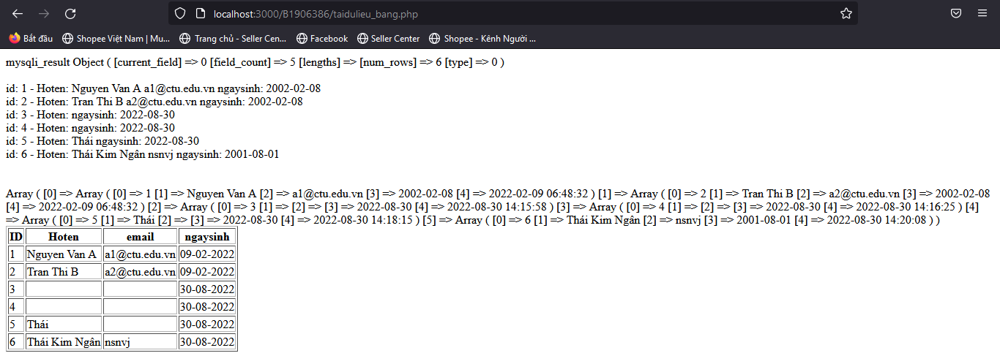 localhost:3000/B1906386/taidulieu_bang.php
Bắt đầu Shopee Việt Nam | Mu... Trang chủ - Seller Cen... Facebook Seller Center Shopee - Kênh Người ...
mysqli_result Object ( [current_field] => 0 [field_count] => 5 [lengths] => [num_rows] => 6 [type] => 0 )
id: 1 - Hoten: Nguyen Van A a1@ctu.edu.vn ngaysinh: 2002-02-08
id: 2 - Hoten: Tran Thi B a2@ctu.edu.vn ngaysinh: 2002-02-08
id: 3 - Hoten: ngaysinh: 2022-08-30
id: 4 - Hoten: ngaysinh: 2022-08-30
id: 5 - Hoten: Thái ngaysinh: 2022-08-30
id: 6 - Hoten: Thái Kim Ngân nsnvj ngaysinh: 2001-08-01
Array ( [0] => Array ( [0] => 1 [1] => Nguyen Van A [2] => a1@ctu.edu.vn [3] => 2002-02-08 [4] => 2022-02-09 06:48:32 ) [1] => Array ( [0] => 2 [1] => Tran Thi B [2] => a2@ctu.edu.vn [3] => 2002-02-08
[4] => 2022-02-09 06:48:32 ) [2] => Array ( [0] => 3 [1] => [2] => [3] => 2022-08-30 [4] => 2022-08-30 14:15:58 ) [3] => Array ( [0] => 4 [1] => [2] => [3] => 2022-08-30 [4] => 2022-08-30 14:16:25 ) [4]
=> Array ( [0] => 5 [1] => Thái [2] => [3] => 2022-08-30 [4] => 2022-08-30 14:18:15 ) [5] => Array ( [0] => 6 [1] => Thái Kim Ngân [2] => nsnvj [3] => 2001-08-01 [4] => 2022-08-30 14:20:08 ) )
ID Hoten email ngaysinh
1 Nguyen Van A a1@ctu.edu.vn 09-02-2022
2 Tran Thi B a2@ctu.edu.vn 09-02-2022
3 30-08-2022
4 30-08-2022
5 Thái 30-08-2022
6 Thái Kim Ngân nsnvj 30-08-2022